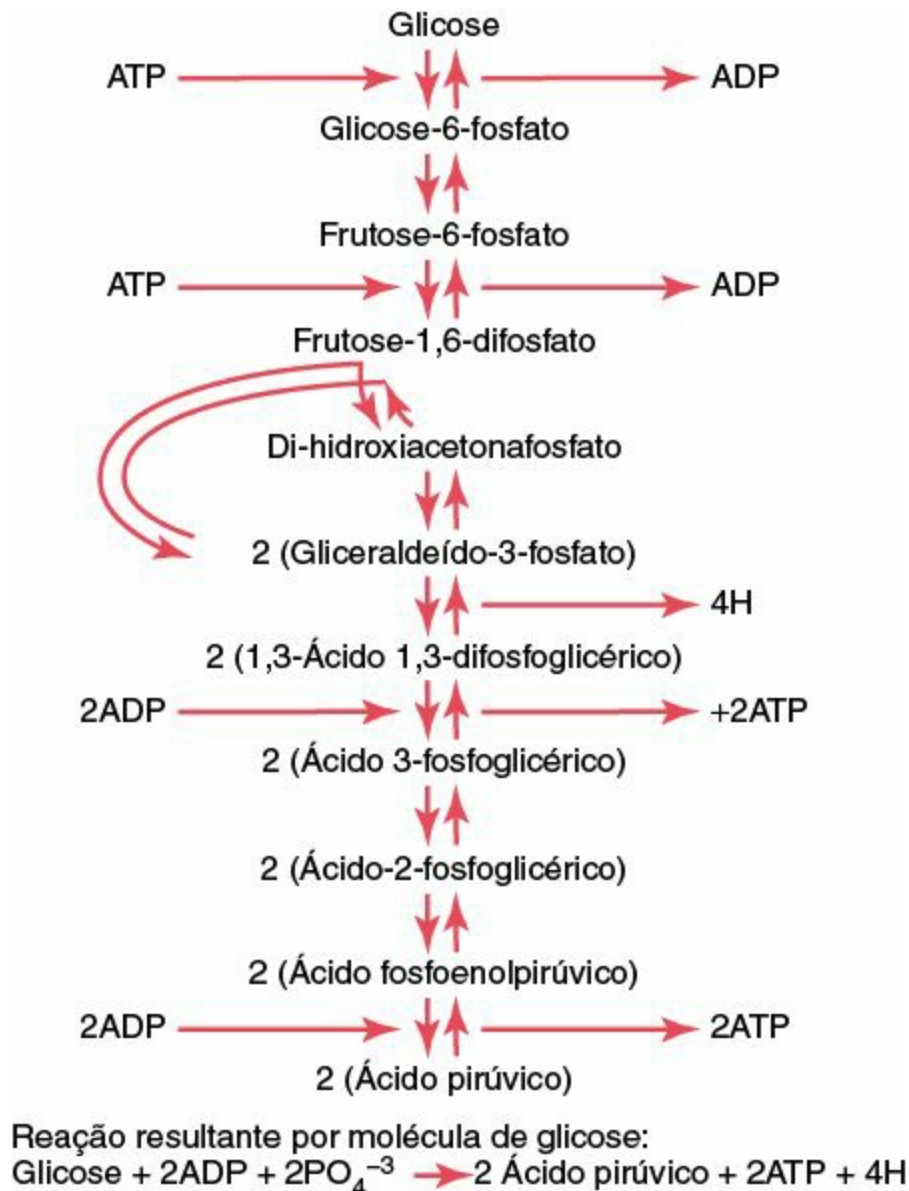 Glicose
ATP ADP
Glicose-6-fosfato
Frutose-6-fosfato
ATP ADP
Frutose-1,6-difosfato
Di-hidroxiacetonafosfato
2 (Gliceraldeído-3-fosfato)
4H
2 (1,3-Ácido 1,3-difosfoglicérico)
2ADP +2ATP
2 (Ácido 3-fosfoglicérico)
2 (Ácido-2-fosfoglicérico)
2 (Ácido fosfoenolpirúvico)
2ADP 2ATP
2 (Ácido pirúvico)
Reação resultante por molécula de glicose:
Glicose + 2ADP + 2PO₄⁻³ → 2 Ácido pirúvico + 2ATP + 4H